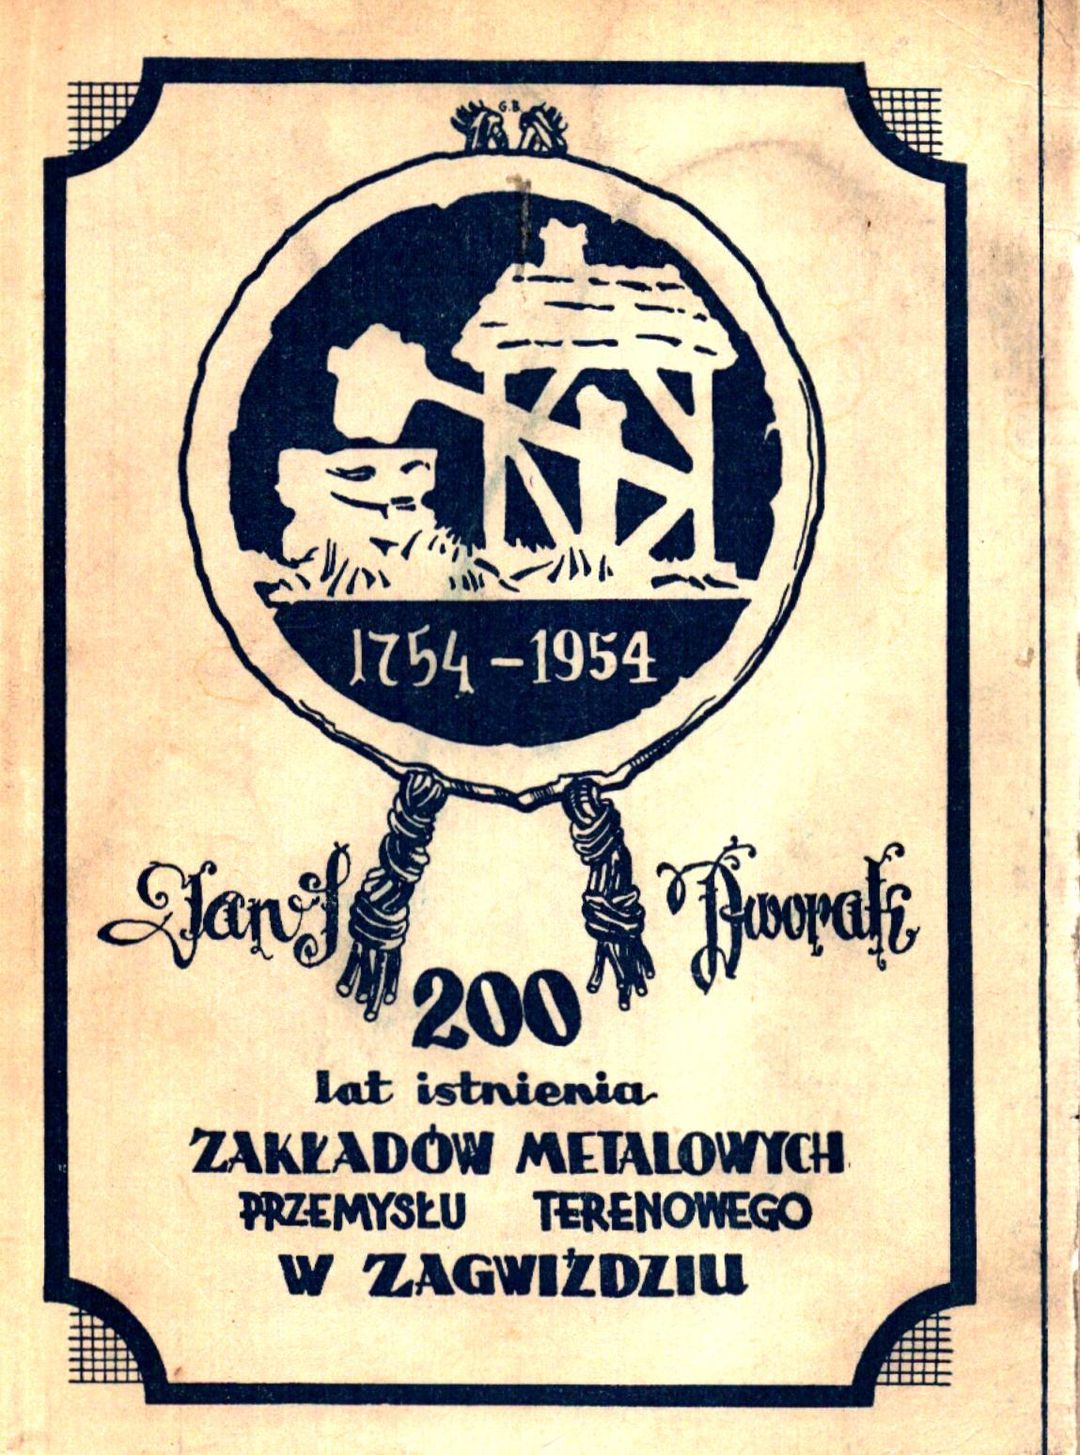 G.B.
1754 - 1954
Jan J Dworak
200
lat istnienia
ZAKŁADÓW METALOWYCH
PRZEMYSŁU TERENOWEGO
W ZAGWIŹDZIU